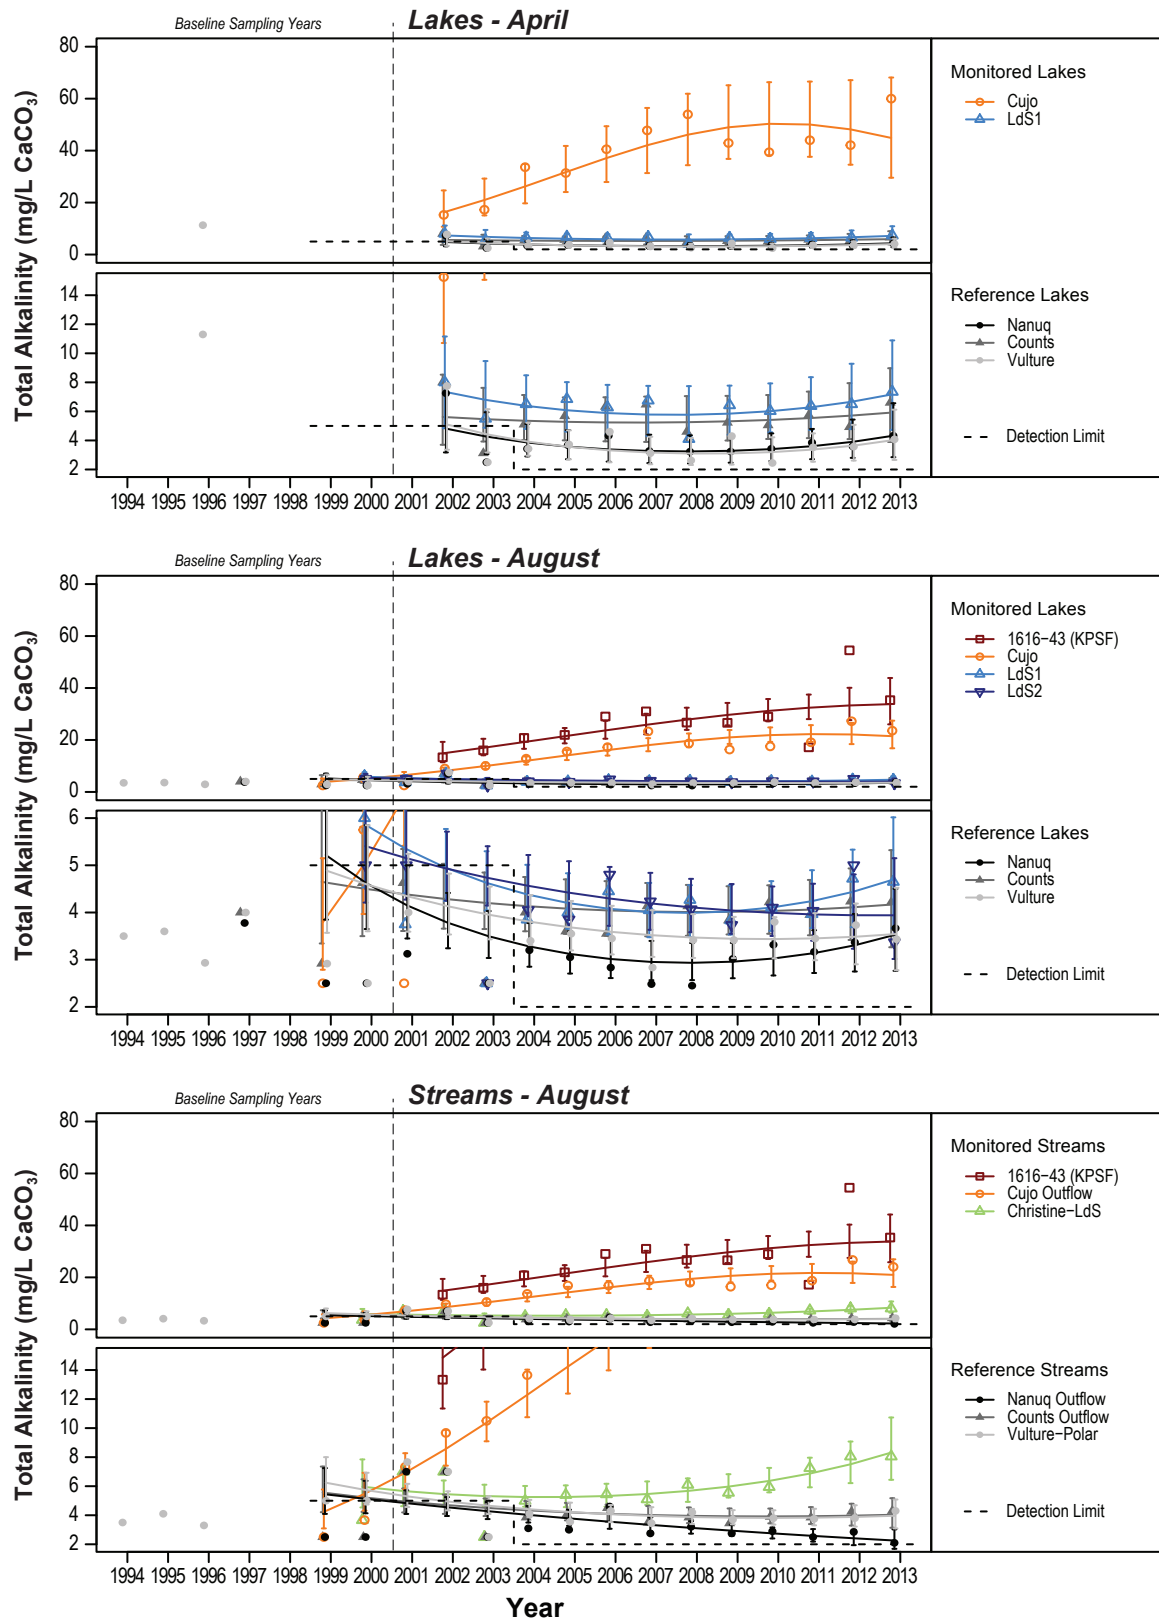 Baseline Sampling Years
Lakes - April
Total Alkalinity (mg/L CaCO₃)
80
60
40
20
0
14
12
10
8
6
4
2
1994 1995 1996 1997 1998 1999 2000 2001 2002 2003 2004 2005 2006 2007 2008 2009 2010 2011 2012 2013
Monitored Lakes
Cujo
LdS1
Reference Lakes
Nanuq
Counts
Vulture
Detection Limit
Baseline Sampling Years
Lakes - August
Total Alkalinity (mg/L CaCO₃)
80
60
40
20
0
6
5
4
3
2
1994 1995 1996 1997 1998 1999 2000 2001 2002 2003 2004 2005 2006 2007 2008 2009 2010 2011 2012 2013
Monitored Lakes
1616−43 (KPSF)
Cujo
LdS1
LdS2
Reference Lakes
Nanuq
Counts
Vulture
Detection Limit
Baseline Sampling Years
Streams - August
Total Alkalinity (mg/L CaCO₃)
80
60
40
20
0
14
12
10
8
6
4
2
1994 1995 1996 1997 1998 1999 2000 2001 2002 2003 2004 2005 2006 2007 2008 2009 2010 2011 2012 2013
Year
Monitored Streams
1616−43 (KPSF)
Cujo Outflow
Christine−LdS
Reference Streams
Nanuq Outflow
Counts Outflow
Vulture−Polar
Detection Limit